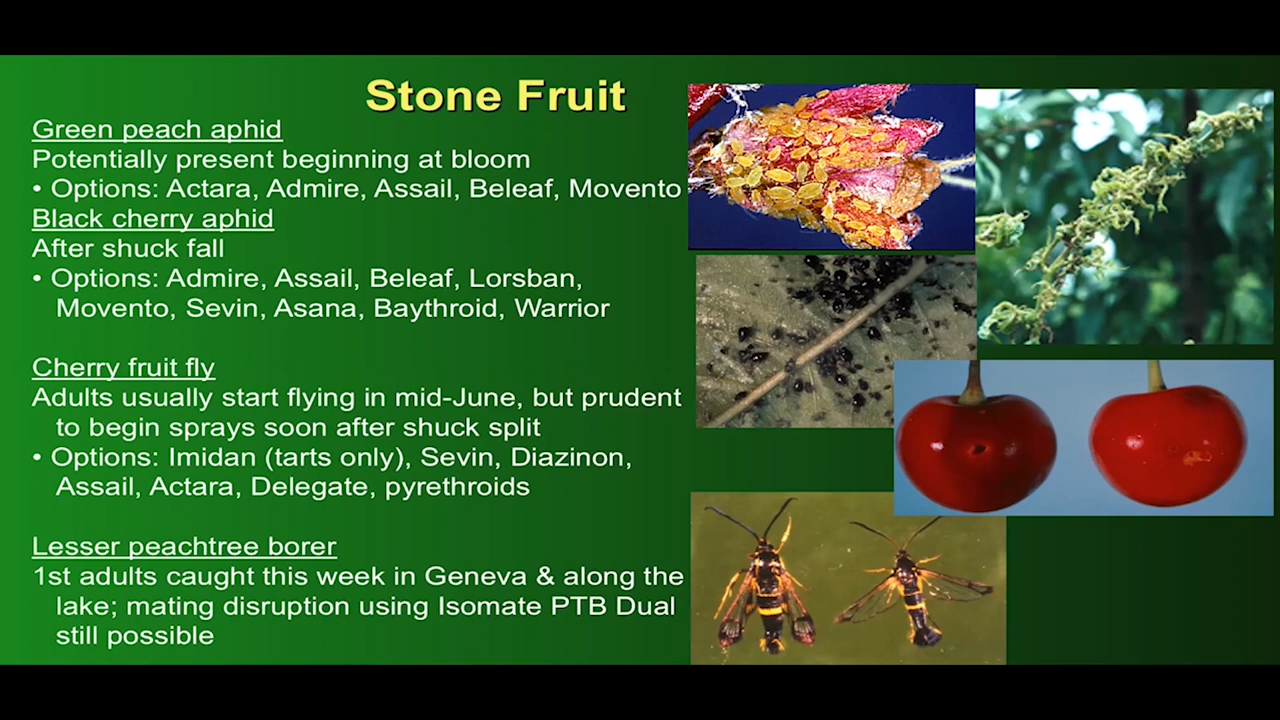 Stone Fruit
Green peach aphid
Potentially present beginning at bloom
• Options: Actara, Admire, Assail, Beleaf, Movento
Black cherry aphid
After shuck fall
• Options: Admire, Assail, Beleaf, Lorsban,
Movento, Sevin, Asana, Baythroid, Warrior
Cherry fruit fly
Adults usually start flying in mid-June, but prudent
to begin sprays soon after shuck split
• Options: Imidan (tarts only), Sevin, Diazinon,
Assail, Actara, Delegate, pyrethroids
Lesser peachtree borer
1st adults caught this week in Geneva & along the
lake; mating disruption using Isomate PTB Dual
still possible